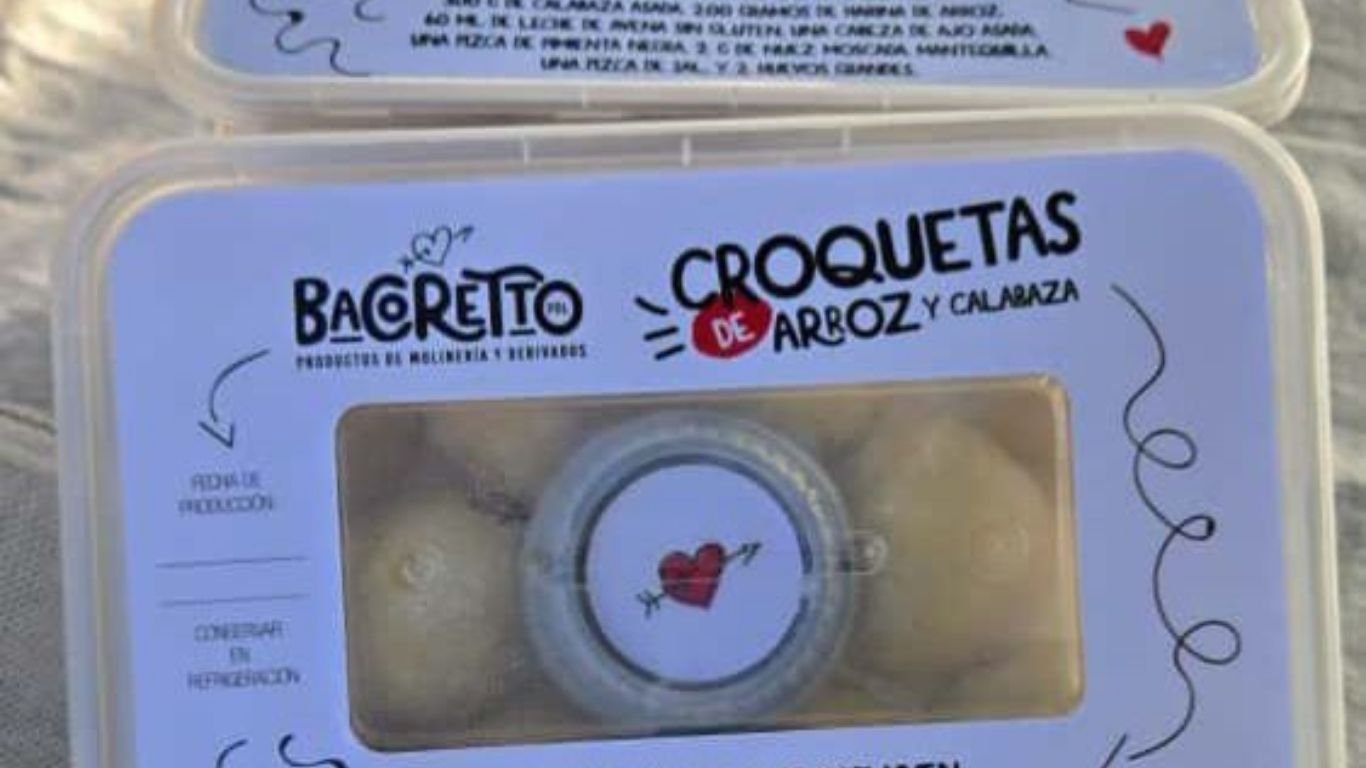 DE CALABAZA ASADA, 200 GRAMOS DE HARINA DE ARROZ,
60 ML. DE LECHE DE AVENA SIN GLUTEN, UNA CABEZA DE AJO ASADA,
UNA PIZCA DE PIMIENTA NEGRA, 2 G DE NUEZ MOSCADA, MANTEQUILLA
UNA PIZCA DE SAL, Y 2 HUEVOS GRANDES.
BACORETTO
PRODUCTOS DE MOLINERÍA Y DERIVADOS
CROQUETAS
DE ARROZ Y CALABAZA
FECHA DE
PRODUCCIÓN:
CONSERVAR
EN
REFRIGERACIÓN